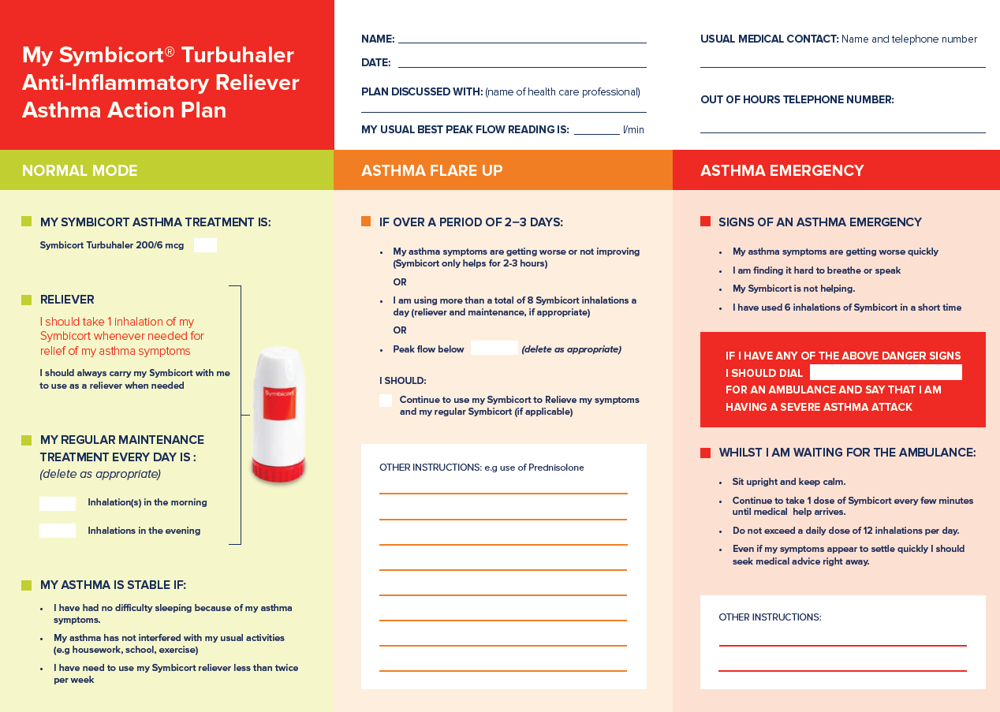 My Symbicort® Turbuhaler
Anti-Inflammatory Reliever
Asthma Action Plan
NAME:
DATE:
PLAN DISCUSSED WITH: (name of health care professional)
MY USUAL BEST PEAK FLOW READING IS: ________ l/min
USUAL MEDICAL CONTACT: Name and telephone number
OUT OF HOURS TELEPHONE NUMBER:
NORMAL MODE
MY SYMBICORT ASTHMA TREATMENT IS:
Symbicort Turbuhaler 200/6 mcg
RELIEVER
I should take 1 inhalation of my
Symbicort whenever needed for
relief of my asthma symptoms
I should always carry my Symbicort with me
to use as a reliever when needed
Symbicort
MY REGULAR MAINTENANCE
TREATMENT EVERY DAY IS :
(delete as appropriate)
Inhalation(s) in the morning
Inhalations in the evening
MY ASTHMA IS STABLE IF:
• I have had no difficulty sleeping because of my asthma
symptoms.
• My asthma has not interfered with my usual activities
(e.g housework, school, exercise)
• I have need to use my Symbicort reliever less than twice
per week
ASTHMA FLARE UP
IF OVER A PERIOD OF 2–3 DAYS:
• My asthma symptoms are getting worse or not improving
(Symbicort only helps for 2-3 hours)
OR
• I am using more than a total of 8 Symbicort inhalations a
day (reliever and maintenance, if appropriate)
OR
• Peak flow below (delete as appropriate)
I SHOULD:
Continue to use my Symbicort to Relieve my symptoms
and my regular Symbicort (if applicable)
OTHER INSTRUCTIONS: e.g use of Prednisolone
ASTHMA EMERGENCY
SIGNS OF AN ASTHMA EMERGENCY
• My asthma symptoms are getting worse quickly
• I am finding it hard to breathe or speak
• My Symbicort is not helping.
• I have used 6 inhalations of Symbicort in a short time
IF I HAVE ANY OF THE ABOVE DANGER SIGNS
I SHOULD DIAL
FOR AN AMBULANCE AND SAY THAT I AM
HAVING A SEVERE ASTHMA ATTACK
WHILST I AM WAITING FOR THE AMBULANCE:
• Sit upright and keep calm.
• Continue to take 1 dose of Symbicort every few minutes
until medical help arrives.
• Do not exceed a daily dose of 12 inhalations per day.
• Even if my symptoms appear to settle quickly I should
seek medical advice right away.
OTHER INSTRUCTIONS: